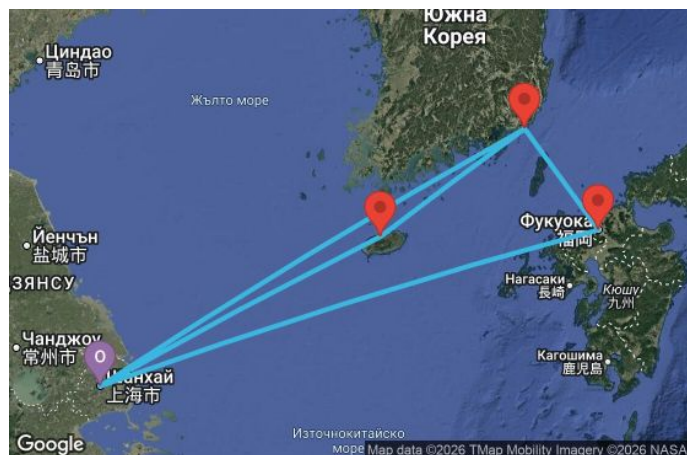 Южна
Корея
Циндао
青岛市
Жълто море
Фукуока
福岡
Йенчън
盐城市
Нагасаки
長崎
Кюшу
九州
ДЗЯНСУ
Чанджоу
常州市
O
Шанхай
上海市
Кагошима
鹿児島
Източнокитайско
море
Google
Map data ©2026 TMap Mobility Imagery ©2026 NASA